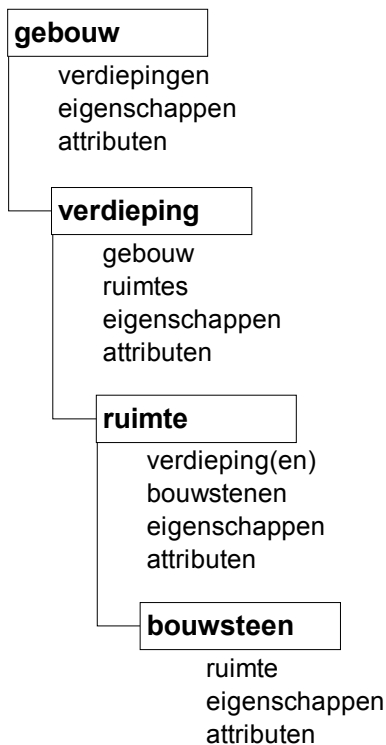 gebouw
verdiepingen
eigenschappen
attributen
verdieping
gebouw
ruimtes
eigenschappen
attributen
ruimte
verdieping(en)
bouwstenen
eigenschappen
attributen
bouwsteen
ruimte
eigenschappen
attributen